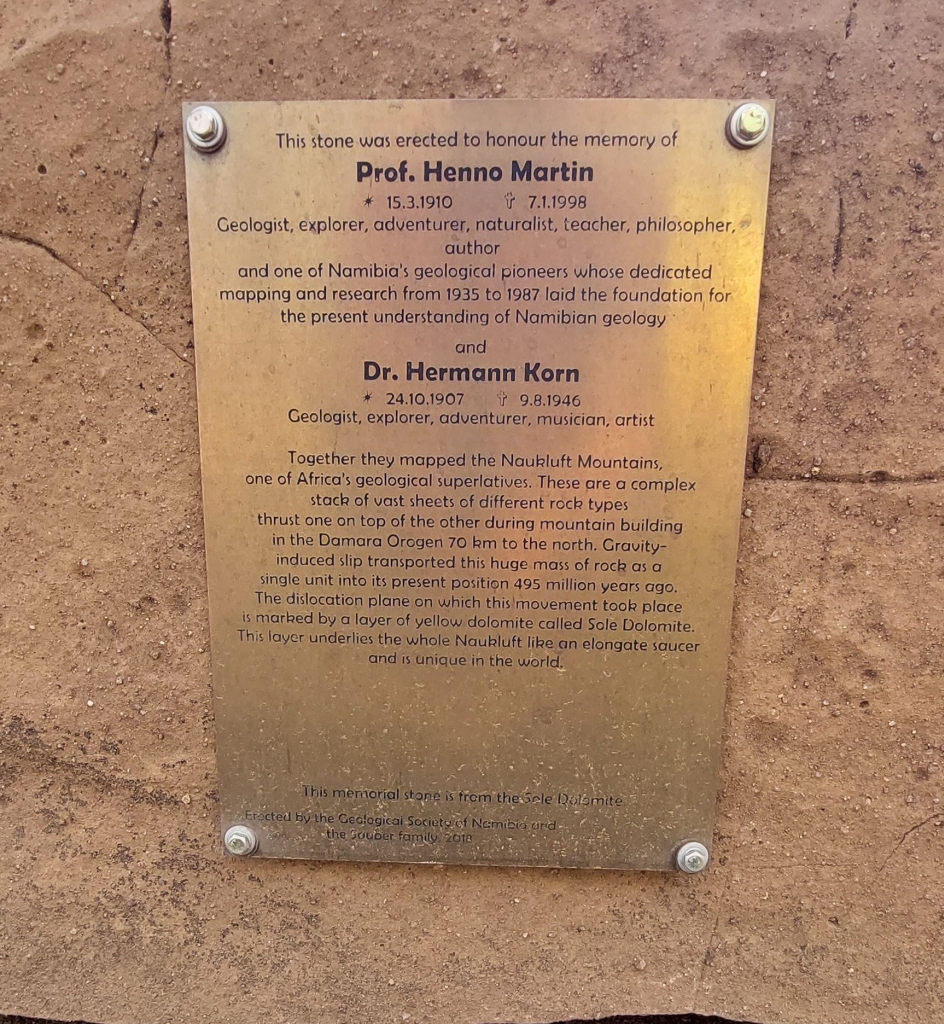 This stone was erected to honour the memory of
Prof. Henno Martin
* 15.3.1910 ✝ 7.1.1998
Geologist, explorer, adventurer, naturalist, teacher, philosopher,
author
and one of Namibia's geological pioneers whose dedicated
mapping and research from 1935 to 1987 laid the foundation for
the present understanding of Namibian geology
and
Dr. Hermann Korn
* 24.10.1907 ✝ 9.8.1946
Geologist, explorer, adventurer, musician, artist
Together they mapped the Naukluft Mountains,
one of Africa's geological superlatives. These are a complex
stack of vast sheets of different rock types
thrust one on top of the other during mountain building
in the Damara Orogen 70 km to the north. Gravity-
induced slip transported this huge mass of rock as a
single unit into its present position 495 million years ago.
The dislocation plane on which this movement took place
is marked by a layer of yellow dolomite called Sole Dolomite.
This layer underlies the whole Naukluft like an elongate saucer
and is unique in the world.
This memorial stone is from the Sole Dolomite
Erected by the Geological Society of Namibia and
the Sauber family, 2018